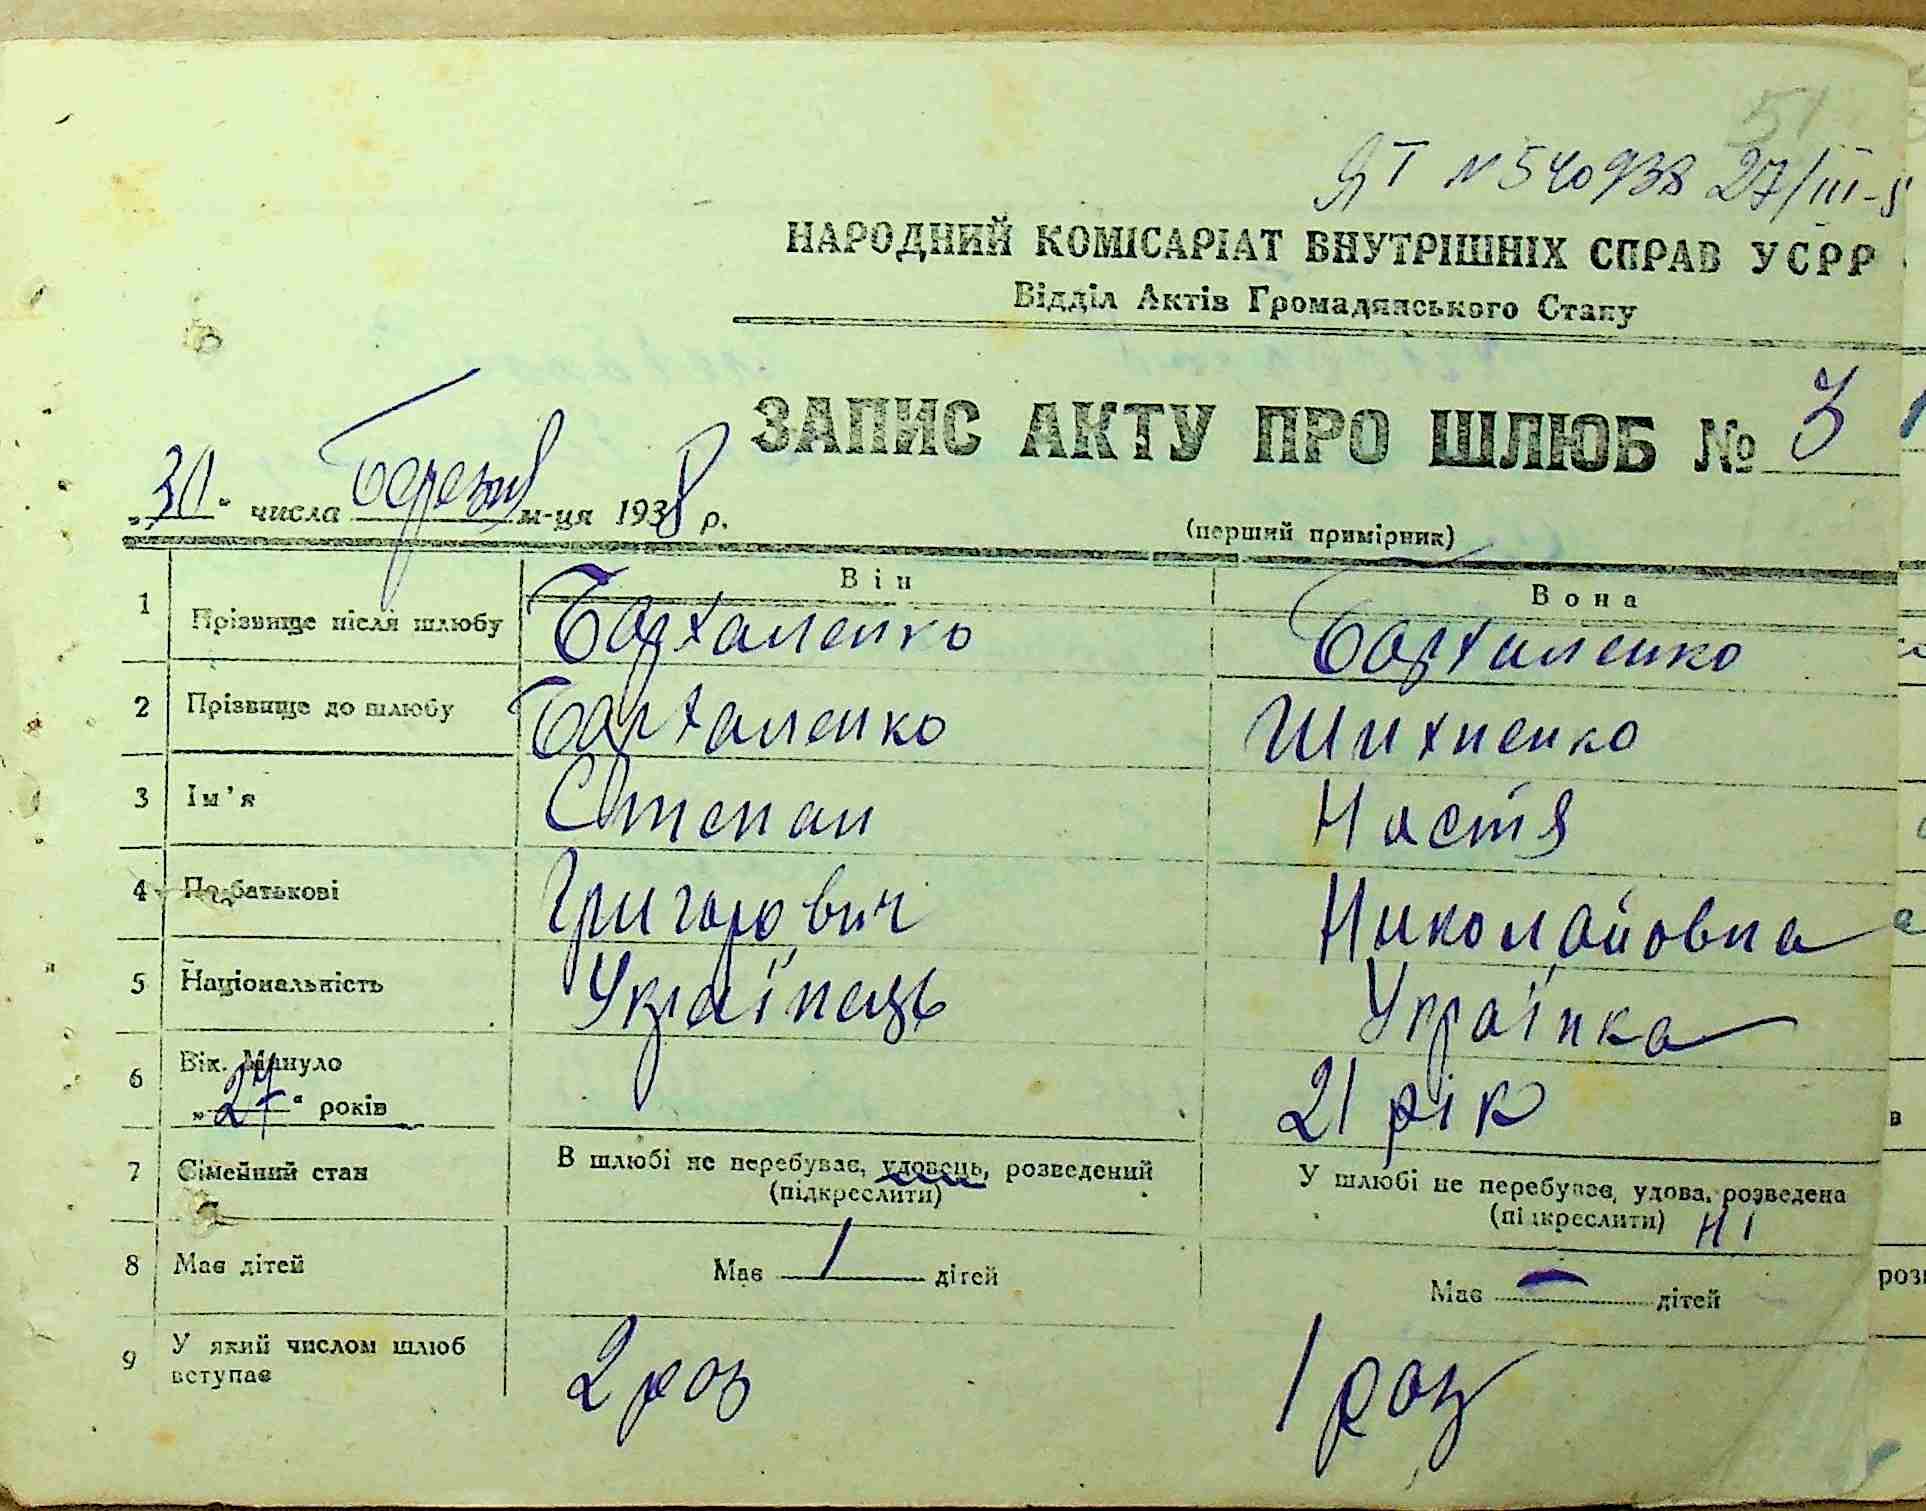 51
ЯТ № 540938 27/III-5
НАРОДНИЙ КОМІСАРІАТ ВНУТРІШНІХ СПРАВ УСРР
Відділ Актів Громадянського Стану
ЗАПИС АКТУ ПРО ШЛЮБ № 3
„30“ числа Березня м-ця 1938 р.
(перший примірник)
Він Вона
1 Прізвище після шлюбу Бархаленко Бархаленко
2 Прізвище до шлюбу Бархаленко Шихненко
3 Ім'я Степан Настя
4 По батькові Григорович Николайовна
5 Національність Українець Українка
6 Вік. Минуло
„27“ років 21 рік
7 Сімейний стан В шлюбі не перебуває, удовець, розведений У шлюбі не перебуває, удова, розведена
(підкреслити) (підкреслити) Ні
8 Має дітей Має 1 дітей Має — дітей
9 У який числом шлюб
вступає 2 раз 1 раз